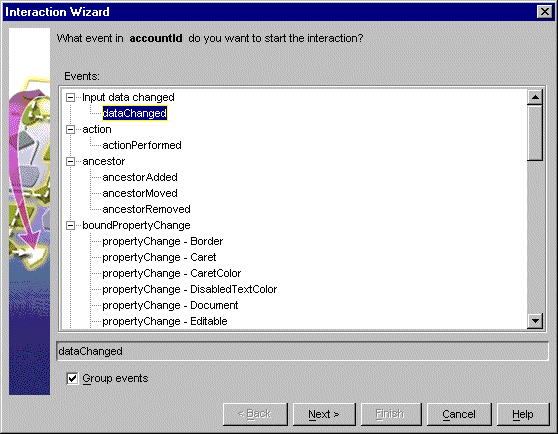 Interaction Wizard
What event in accountId do you want to start the interaction?
Events:
Input data changed
dataChanged
action
actionPerformed
ancestor
ancestorAdded
ancestorMoved
ancestorRemoved
boundPropertyChange
propertyChange - Border
propertyChange - Caret
propertyChange - CaretColor
propertyChange - DisabledTextColor
propertyChange - Document
propertyChange - Editable
dataChanged
Group events
< Back Next > Finish Cancel Help